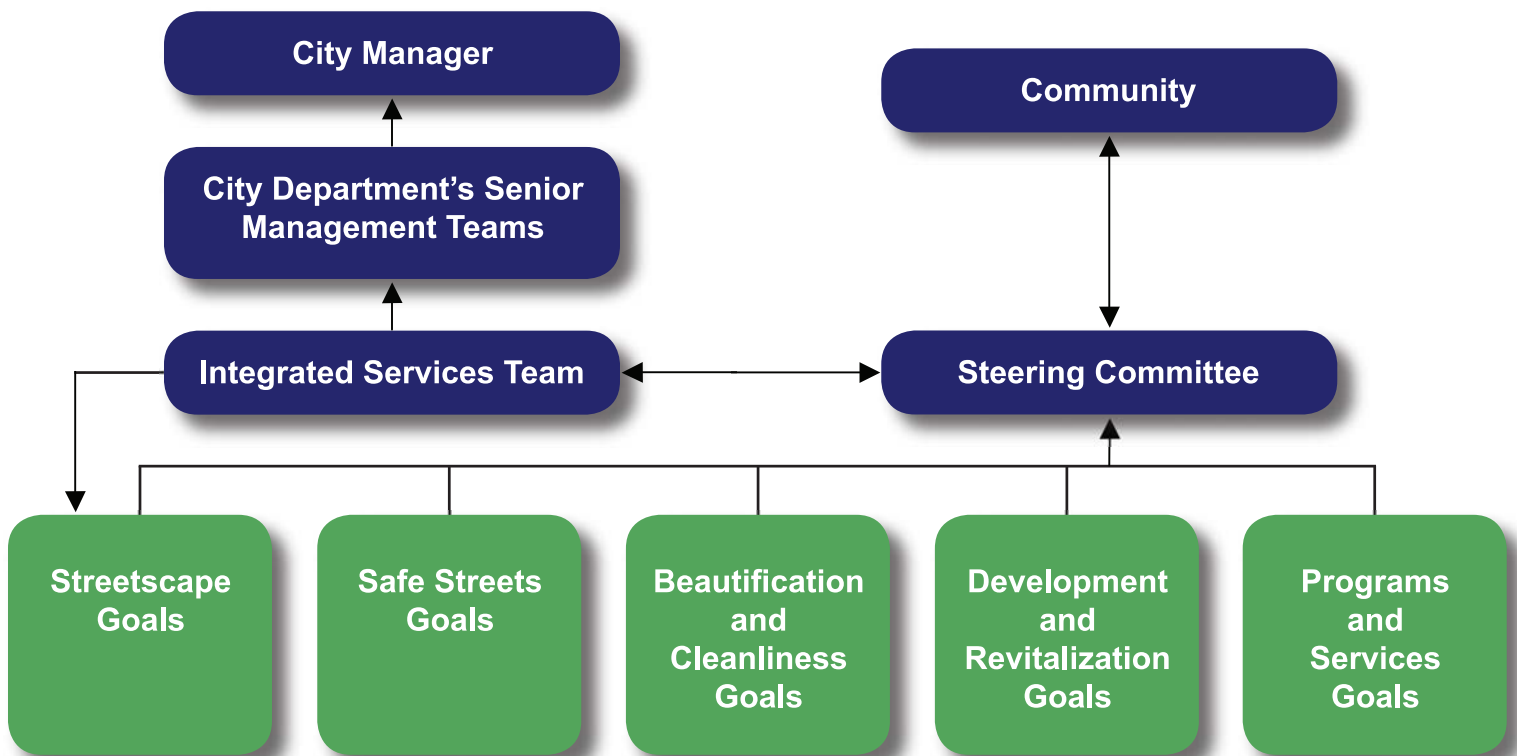 City Manager
Community
City Department’s Senior
Management Teams
Integrated Services Team
Steering Committee
Streetscape
Goals
Safe Streets
Goals
Beautification
and
Cleanliness
Goals
Development
and
Revitalization
Goals
Programs
and
Services
Goals